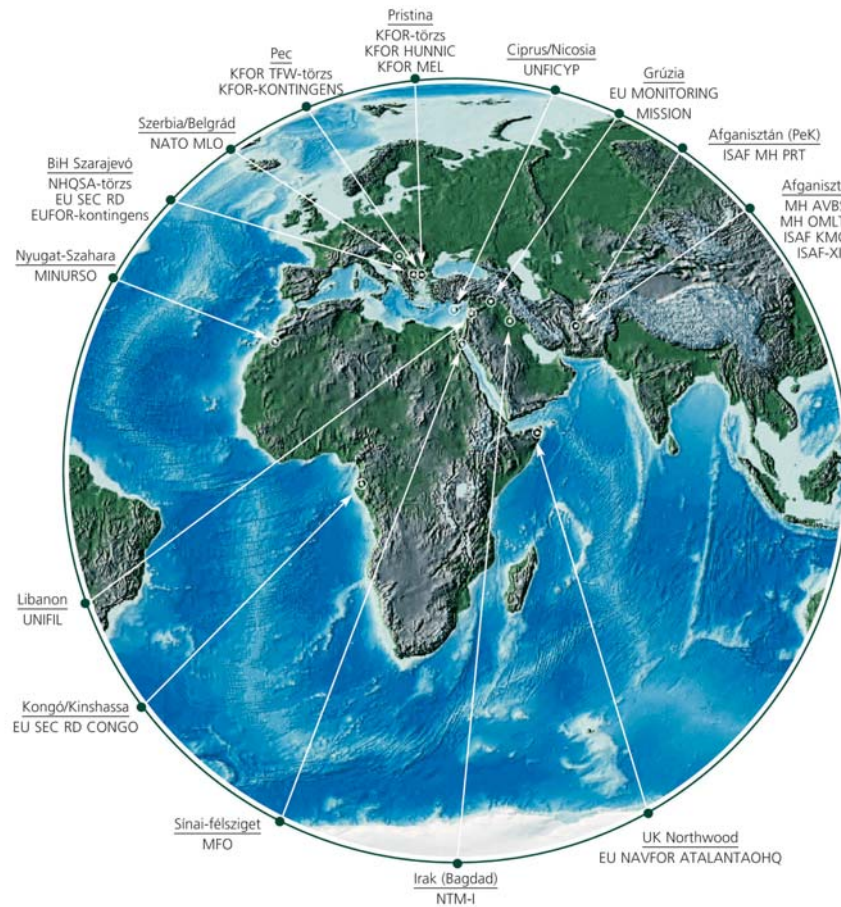 Pristina
KFOR-törzs
KFOR HUNNIC
KFOR MEL
Pec
KFOR TFW-törzs
KFOR-KONTINGENS
Ciprus/Nicosia
UNFICYP
Grúzia
EU MONITORING
MISSION
Szerbia/Belgrád
NATO MLO
Afganisztán (PeK)
ISAF MH PRT
BiH Szarajevó
NHQSA-törzs
EU SEC RD
EUFOR-kontingens
MH
MH
ISAF
Nyugat-Szahara
MINURSO
Libanon
UNIFIL
Kongó/Kinshassa
EU SEC RD CONGO
Sínai-félsziget
MFO
UK Northwood
EU NAVFOR ATALANTAOHQ
Irak (Bagdad)
NTM-I